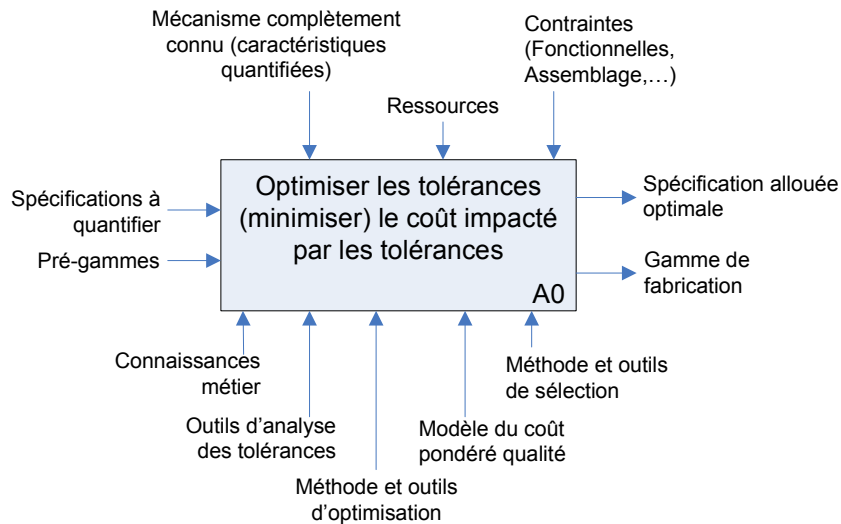 Mécanisme complètement
connu (caractéristiques
quantifiées)
Contraintes
(Fonctionnelles,
Assemblage,…)
Ressources
Spécifications à
quantifier
Pré-gammes
Optimiser les tolérances
(minimiser) le coût impacté
par les tolérances
A0
Spécification allouée
optimale
Gamme de
fabrication
Connaissances
métier
Outils d’analyse
des tolérances
Méthode et outils
d’optimisation
Modèle du coût
pondéré qualité
Méthode et outils
de sélection